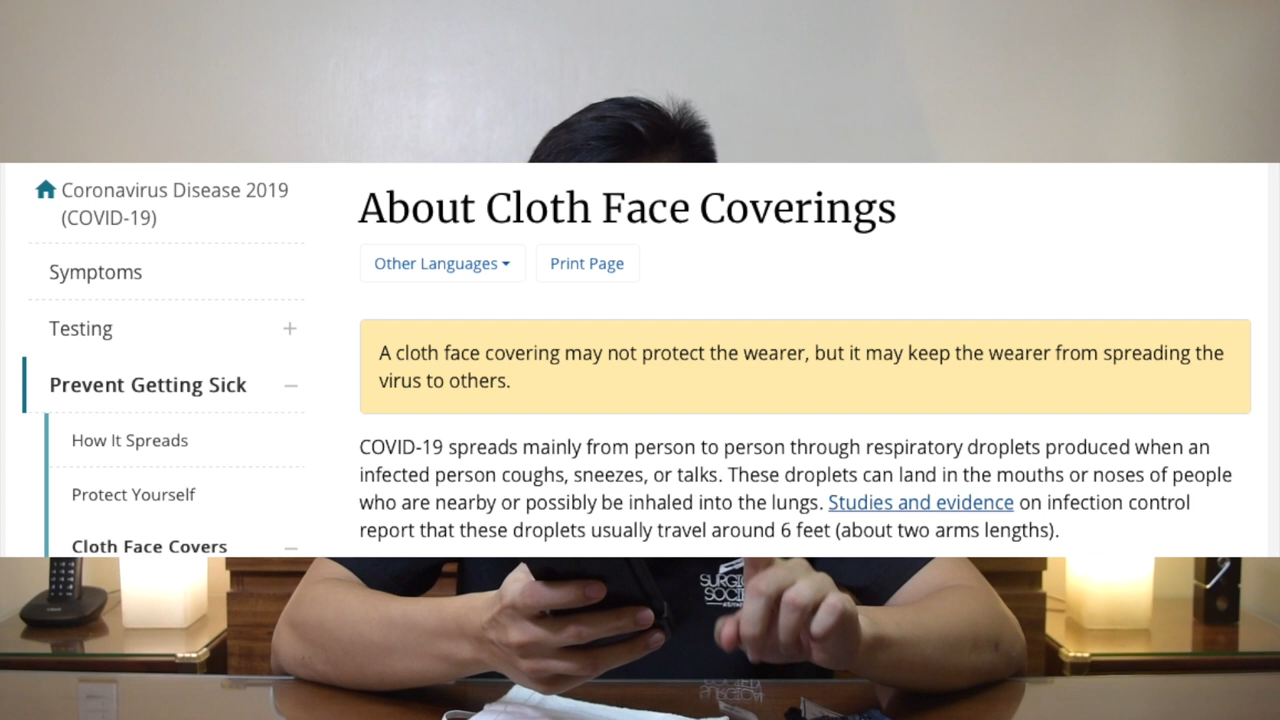 Coronavirus Disease 2019
(COVID-19)
Symptoms
Testing +
Prevent Getting Sick –
How It Spreads
Protect Yourself
Cloth Face Covers –
About Cloth Face Coverings
Other Languages
Print Page
A cloth face covering may not protect the wearer, but it may keep the wearer from spreading the
virus to others.
COVID-19 spreads mainly from person to person through respiratory droplets produced when an
infected person coughs, sneezes, or talks. These droplets can land in the mouths or noses of people
who are nearby or possibly be inhaled into the lungs. Studies and evidence on infection control
report that these droplets usually travel around 6 feet (about two arms lengths).